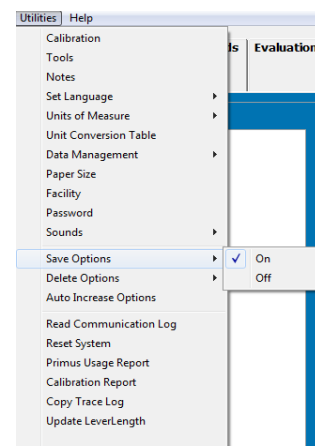 Utilities Help
ls Evaluation
Calibration
Tools
Notes
Set Language
Units of Measure
Unit Conversion Table
Data Management
Paper Size
Facility
Password
Sounds
Save Options
On
Off
Delete Options
Auto Increase Options
Read Communication Log
Reset System
Primus Usage Report
Calibration Report
Copy Trace Log
Update LeverLength